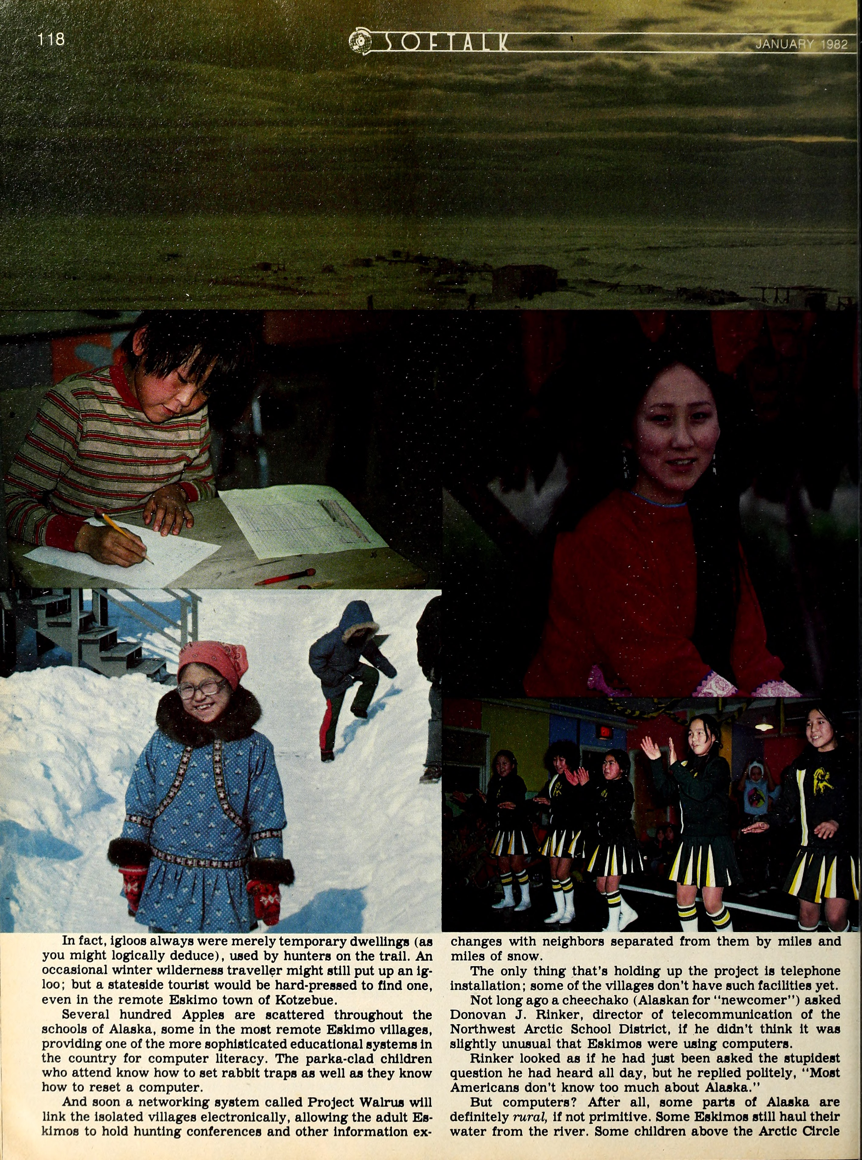 118
SOFTALK
JANUARY 1982
In fact, igloos always were merely temporary dwellings (as
you might logically deduce), used by hunters on the trail. An
occasional winter wilderness traveller might still put up an ig-
loo; but a stateside tourist would be hard-pressed to find one,
even in the remote Eskimo town of Kotzebue.
Several hundred Apples are scattered throughout the
schools of Alaska, some in the most remote Eskimo villages,
providing one of the more sophisticated educational systems in
the country for computer literacy. The parka-clad children
who attend know how to set rabbit traps as well as they know
how to reset a computer.
And soon a networking system called Project Walrus will
link the isolated villages electronically, allowing the adult Es-
kimos to hold hunting conferences and other information ex-
changes with neighbors separated from them by miles and
miles of snow.
The only thing that's holding up the project is telephone
installation; some of the villages don't have such facilities yet.
Not long ago a cheechako (Alaskan for "newcomer") asked
Donovan J. Rinker, director of telecommunication of the
Northwest Arctic School District, if he didn't think it was
slightly unusual that Eskimos were using computers.
Rinker looked as if he had just been asked the stupidest
question he had heard all day, but he replied politely, "Most
Americans don't know too much about Alaska."
But computers? After all, some parts of Alaska are
definitely rural, if not primitive. Some Eskimos still haul their
water from the river. Some children above the Arctic Circle